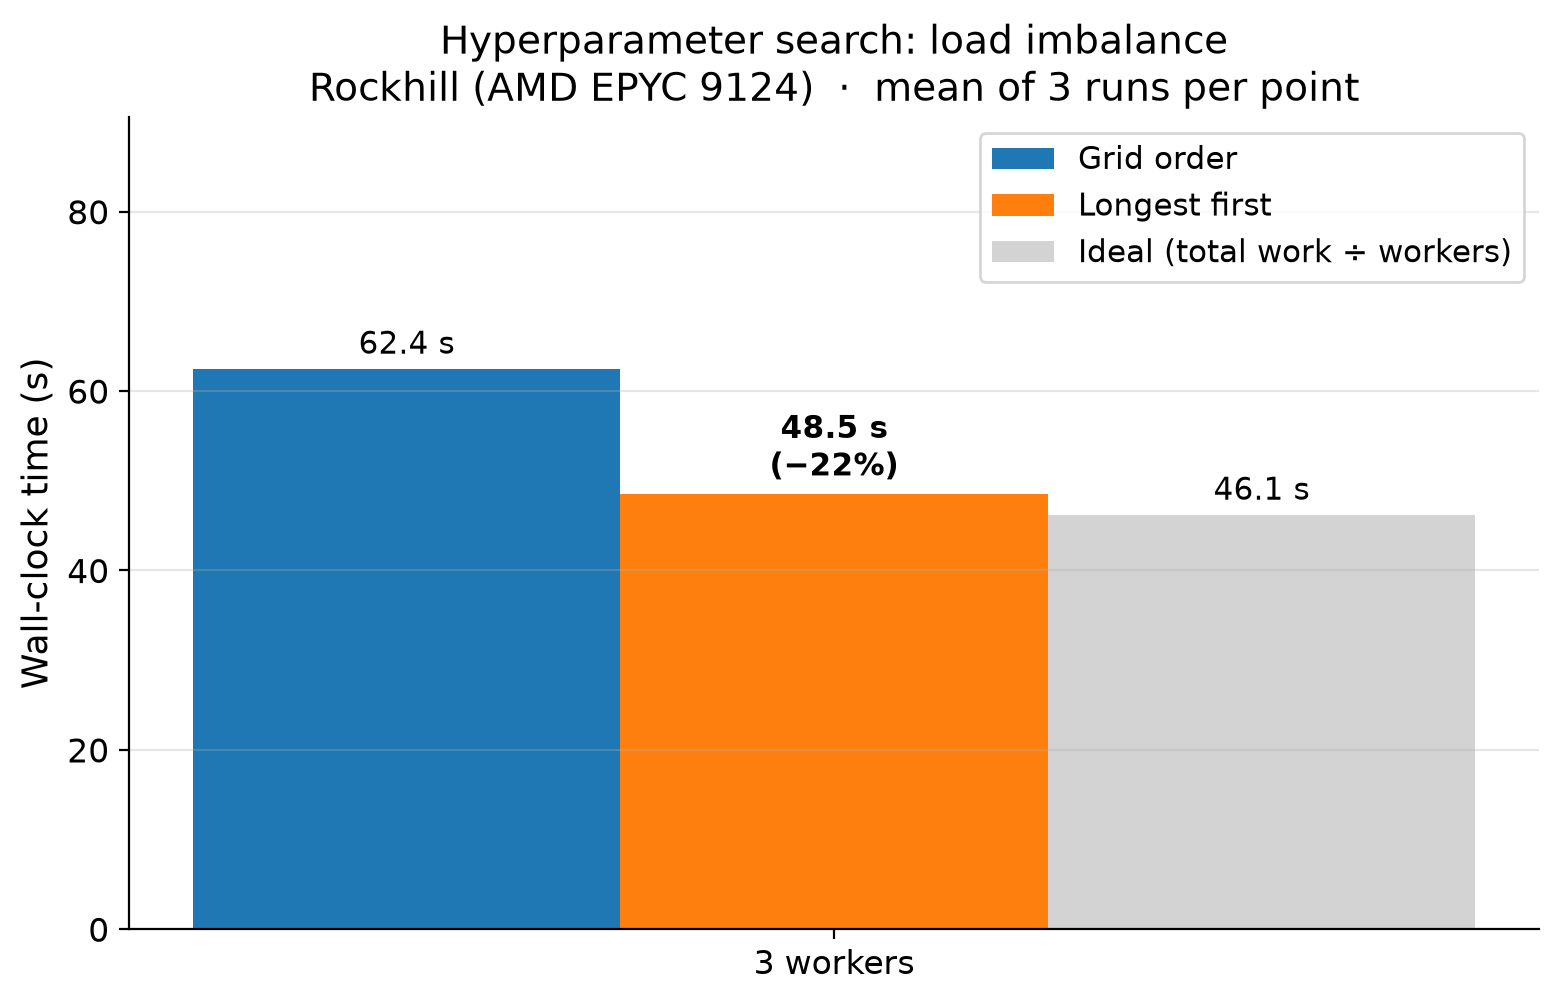 Hyperparameter search: load imbalance
Rockhill (AMD EPYC 9124)  ·  mean of 3 runs per point
Grid order
Longest first
Ideal (total work ÷ workers)
Wall-clock time (s)
80
60
40
20
0
62.4 s
48.5 s
(−22%)
46.1 s
3 workers